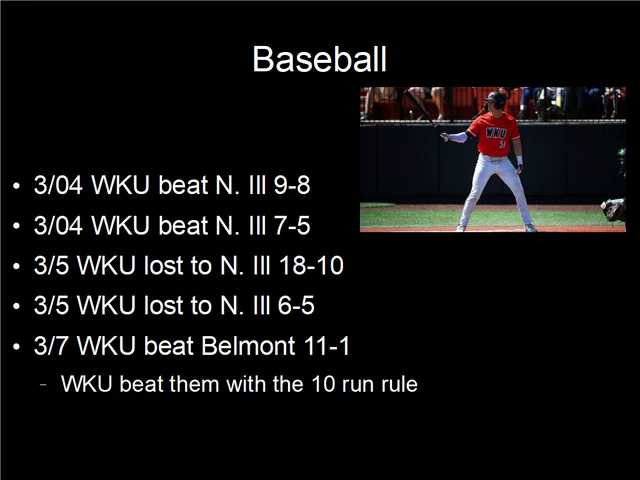 Baseball
WKU
51
• 3/04 WKU beat N. Ill 9-8
• 3/04 WKU beat N. Ill 7-5
• 3/5 WKU lost to N. Ill 18-10
• 3/5 WKU lost to N. Ill 6-5
• 3/7 WKU beat Belmont 11-1
– WKU beat them with the 10 run rule